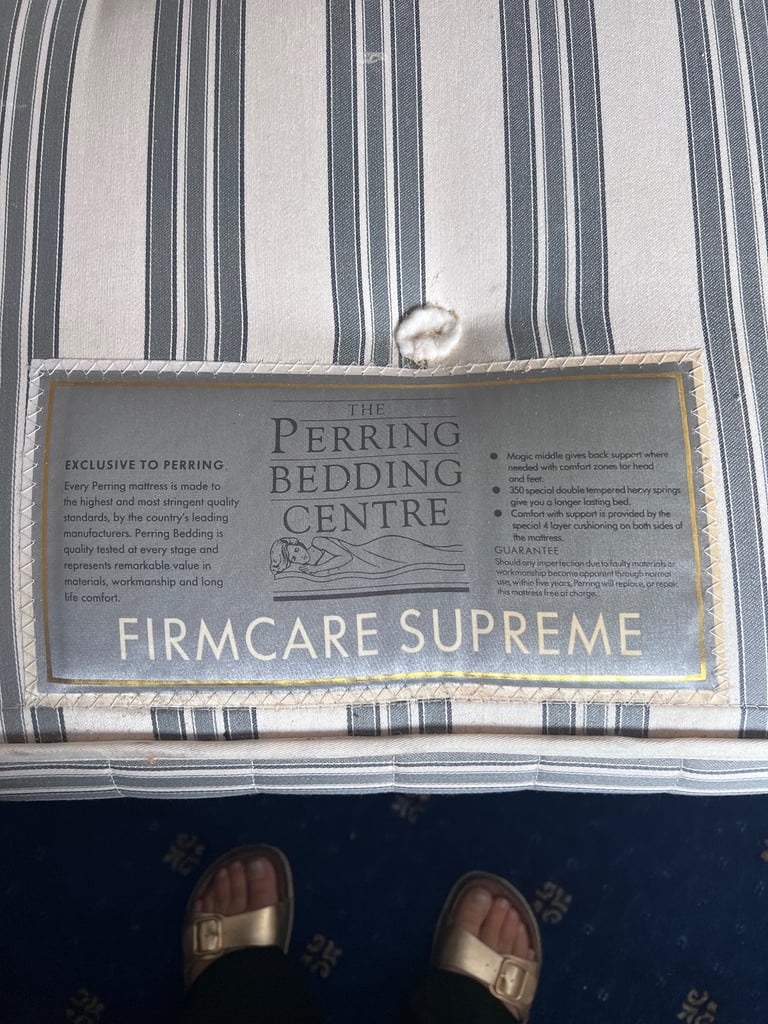 THE
PERRING
BEDDING
CENTRE
EXCLUSIVE TO PERRING.
Every Perring mattress is made to
the highest and most stringent quality
standards, by the country's leading
manufacturers. Perring Bedding is
quality tested at every stage and
represents remarkable value in
materials, workmanship and long
life comfort.
● Magic middle gives back support where
needed with comfort zones for head
and feet.
● 350 special double tempered heavy springs
give you a longer lasting bed.
● Comfort with support is provided by the
special 4 layer cushioning on both sides of
the mattress.
GUARANTEE
Should any imperfection due to faulty materials or
workmanship become apparent through normal
use, within five years, Perring will replace, or repair
this mattress free of charge.
FIRMCARE SUPREME